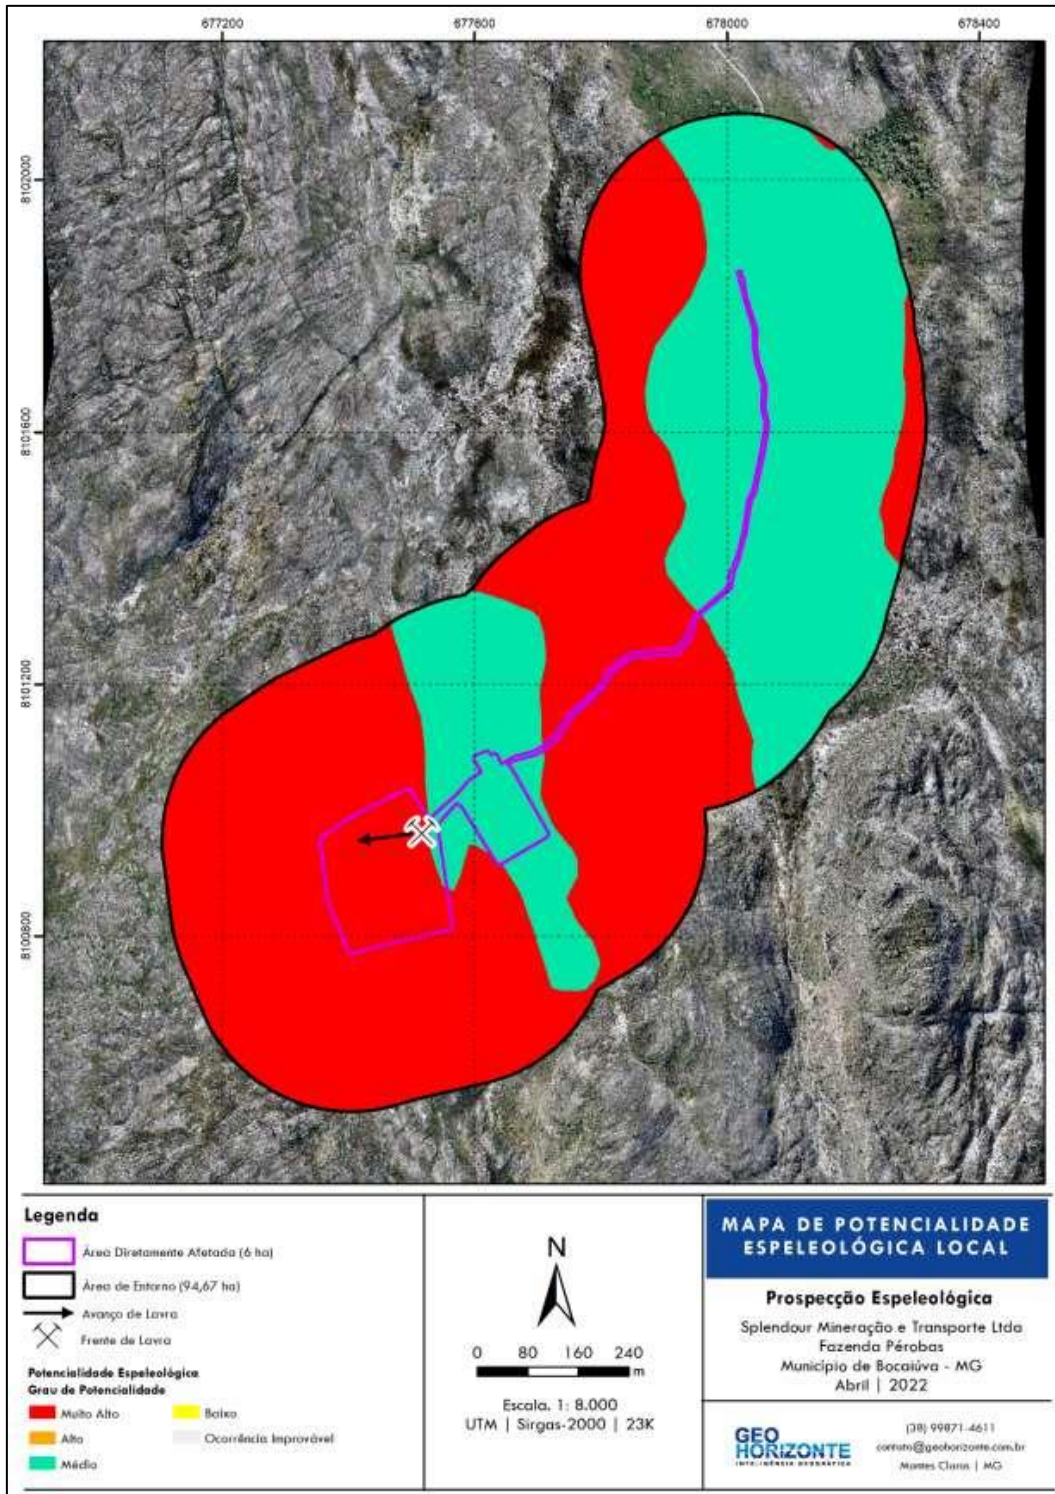 677200 677600 678000 678400
8102000
8101600
8101200
8100800
Legenda
Área Diretamente Afetada (6 ha)
Área de Entorno (94,67 ha)
Avanço de Lavra
Frente de Lavra
Potencialidade Espeleológica
Grau de Potencialidade
Muito Alto
Alto
Médio
Baixo
Ocorrência Improvável
N
0 80 160 240
m
Escala, 1: 8.000
UTM | Sirgas-2000 | 23K
MAPA DE POTENCIALIDADE
ESPELEOLÓGICA LOCAL
Prospecção Espeleológica
Splendour Mineração e Transporte Ltda
Fazenda Pérobas
Município de Bocaiúva - MG
Abril | 2022
GEO
HORIZONTE
INTELIGÊNCIA GEOGRÁFICA
(38) 99871-4611
contato@geohorizonte.com.br
Montes Claros | MG